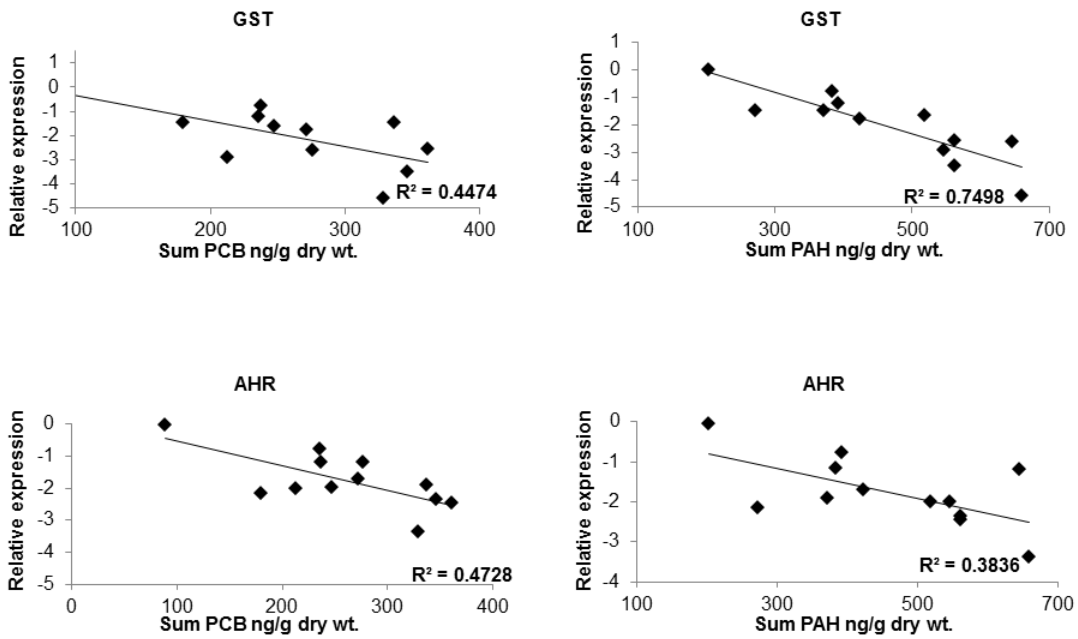 GST
Relative expression
1
0
-1
-2
-3
-4
-5
R² = 0.4474
100
200
300
400
Sum PCB ng/g dry wt.
GST
Relative expression
1
0
-1
-2
-3
-4
-5
R² = 0.7498
100
300
500
700
Sum PAH ng/g dry wt.
AHR
Relative expression
0
-1
-2
-3
-4
-5
R² = 0.4728
0
100
200
300
400
Sum PCB ng/g dry wt.
AHR
Relative expression
0
-1
-2
-3
-4
R² = 0.3836
100
300
500
700
Sum PAH ng/g dry wt.